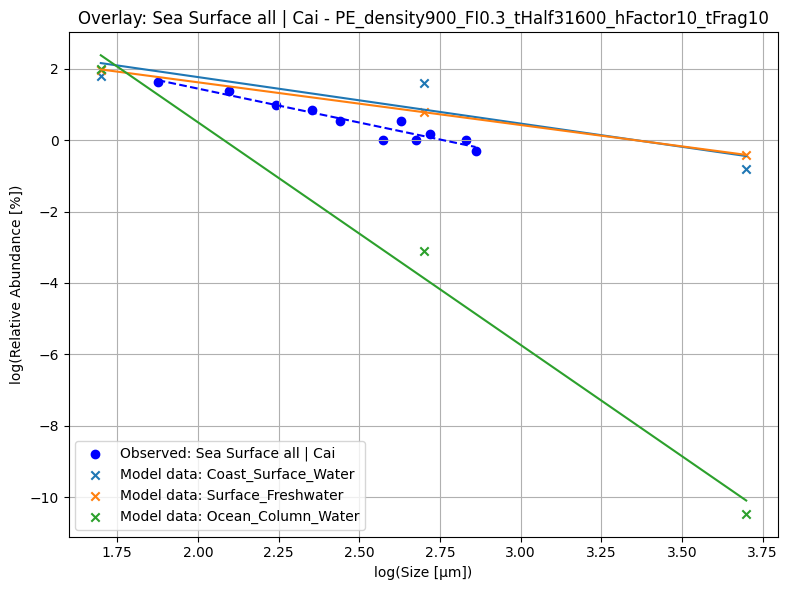 Overlay: Sea Surface all | Cai - PE_density900_FI0.3_tHalf31600_hFactor10_tFrag10
log(Relative Abundance [%])
2
0
−2
−4
−6
−8
−10
Observed: Sea Surface all | Cai
Model data: Coast_Surface_Water
Model data: Surface_Freshwater
Model data: Ocean_Column_Water
1.75
2.00
2.25
2.50
2.75
3.00
3.25
3.50
3.75
log(Size [µm])